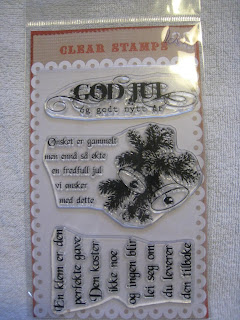 CLEAR STAMPS
GOD JUL
og godt nytt år
Ønsket er gammelt
men ennå så ekte
en fredfull jul
vi ønsker
med dette
En klem er den
perfekte gave
Den koster
ikke noe
og ingen blir
lei seg om
du leverer
den tilbake